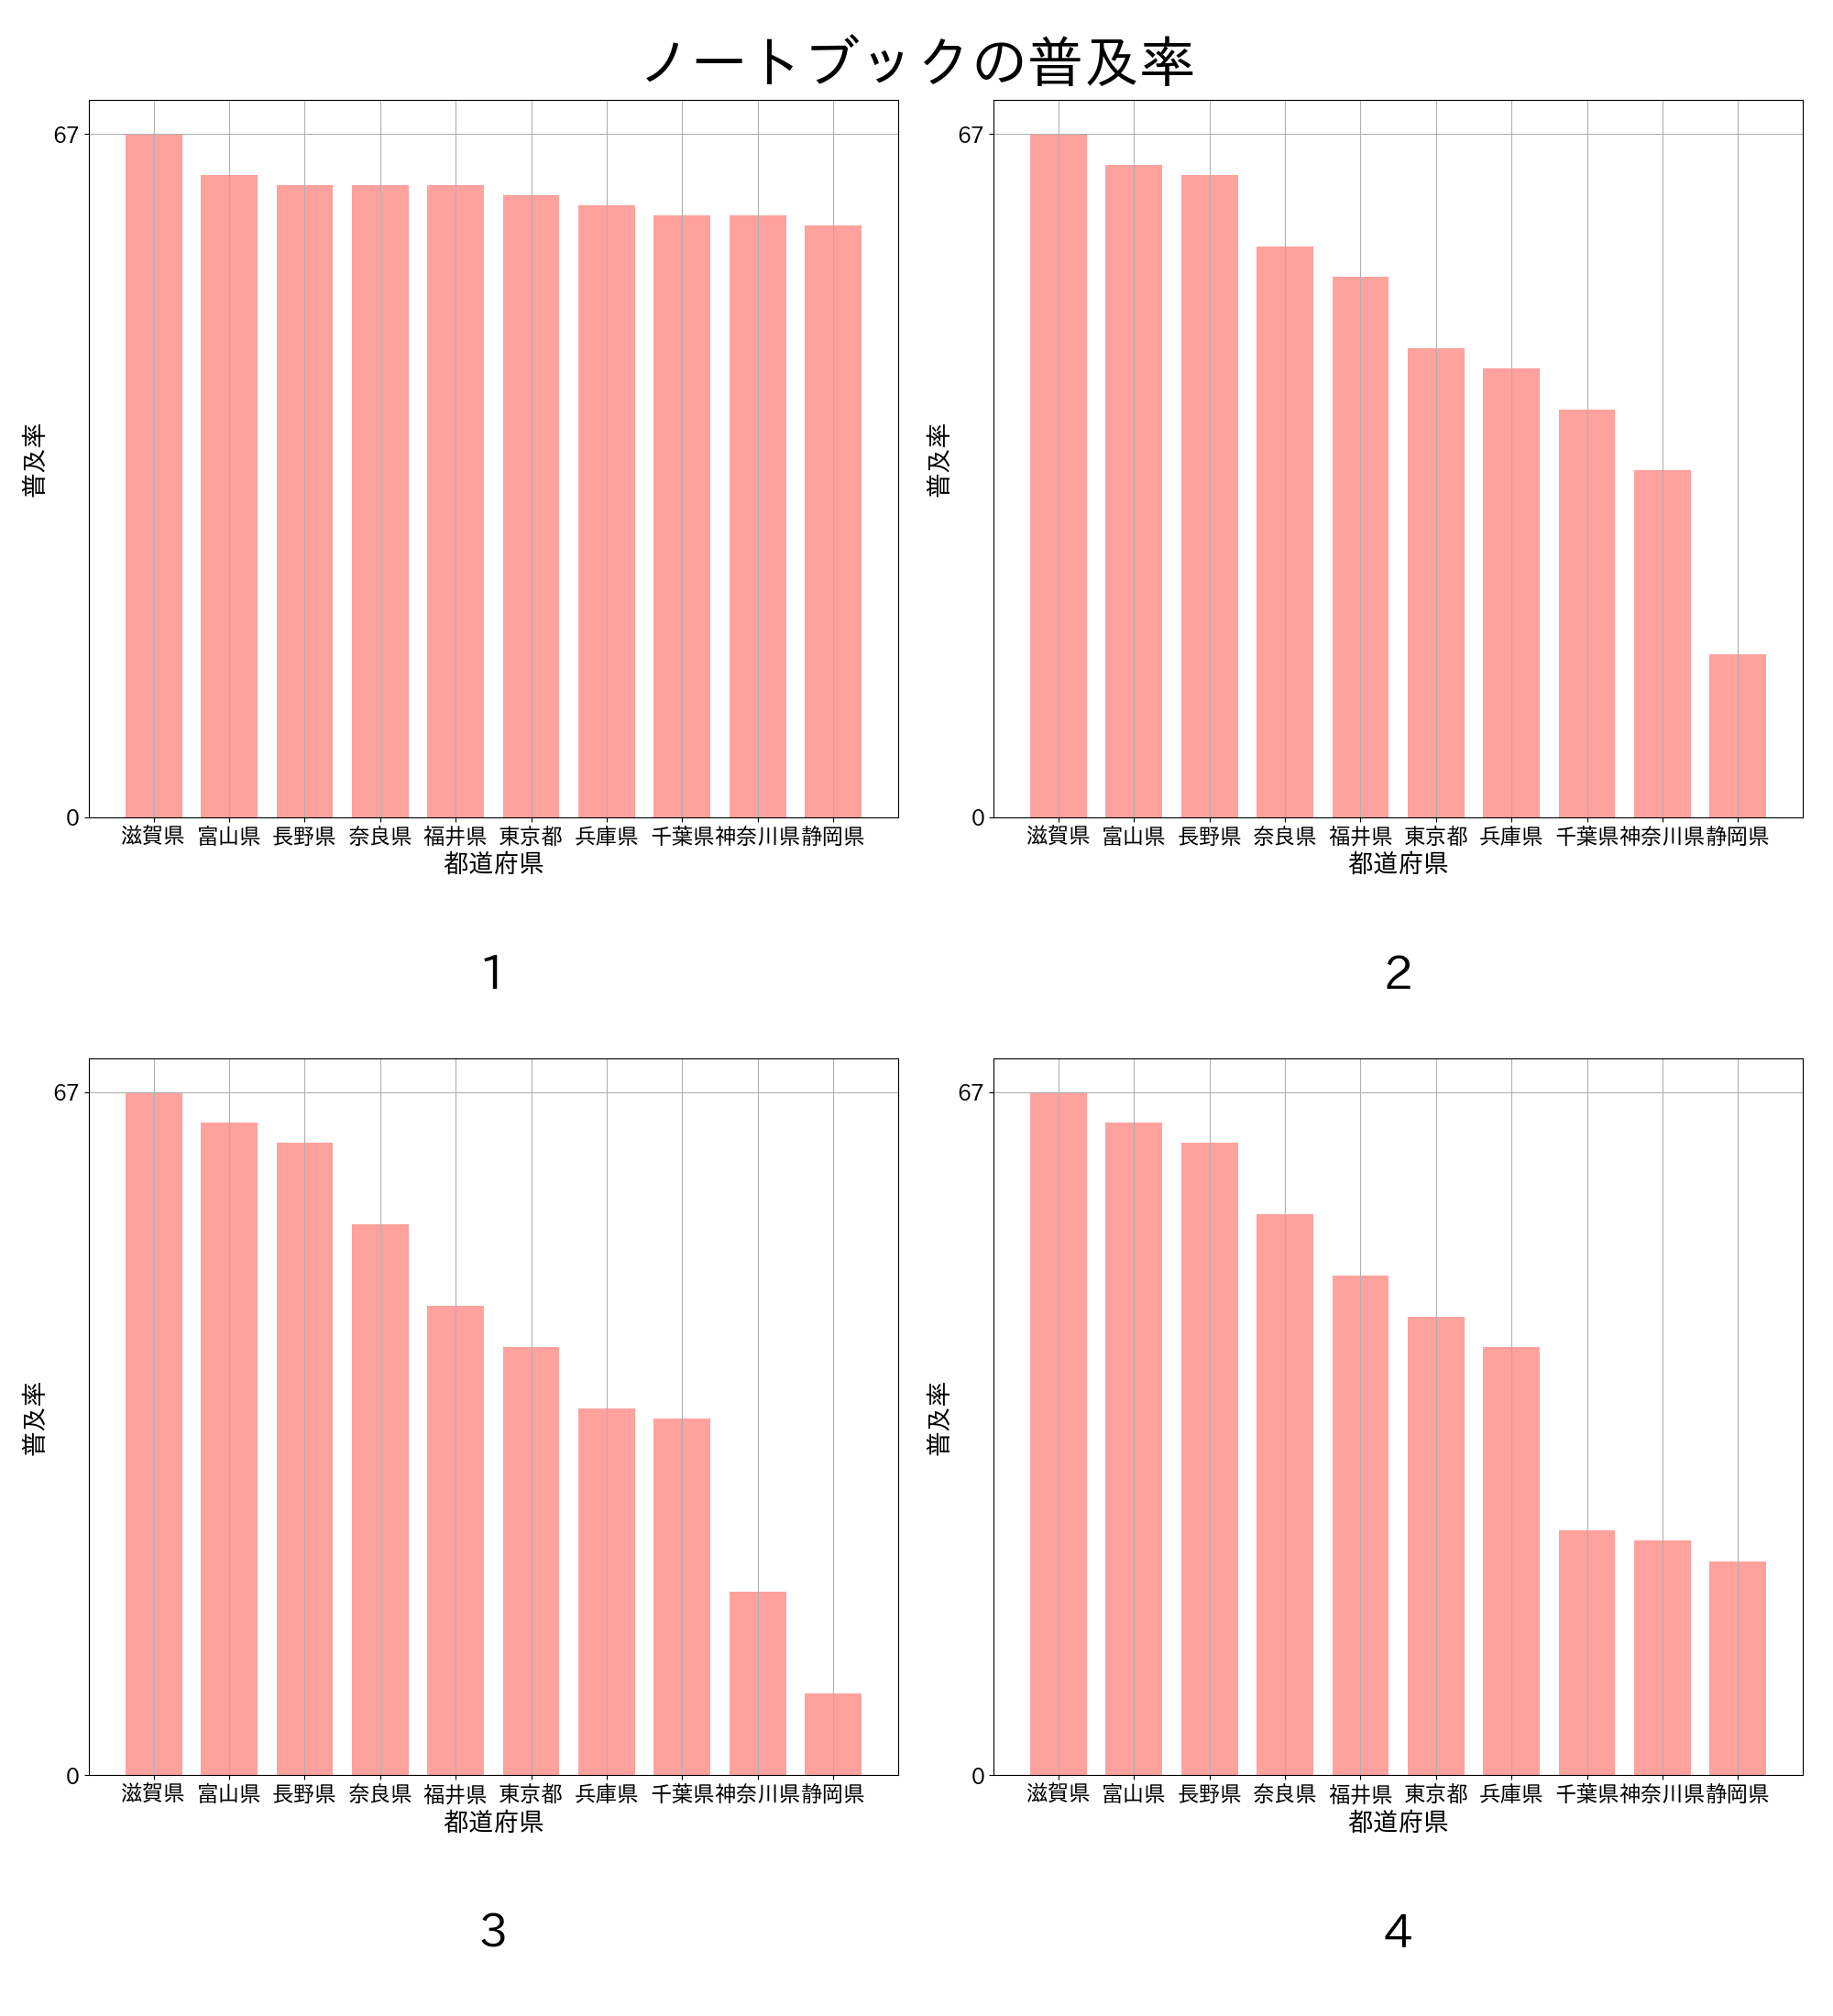 ノートブックの普及率
67
0
普及率
滋賀県 富山県 長野県 奈良県 福井県 東京都 兵庫県 千葉県 神奈川県 静岡県
都道府県
1
67
0
普及率
滋賀県 富山県 長野県 奈良県 福井県 東京都 兵庫県 千葉県 神奈川県 静岡県
都道府県
2
67
0
普及率
滋賀県 富山県 長野県 奈良県 福井県 東京都 兵庫県 千葉県 神奈川県 静岡県
都道府県
3
67
0
普及率
滋賀県 富山県 長野県 奈良県 福井県 東京都 兵庫県 千葉県 神奈川県 静岡県
都道府県
4